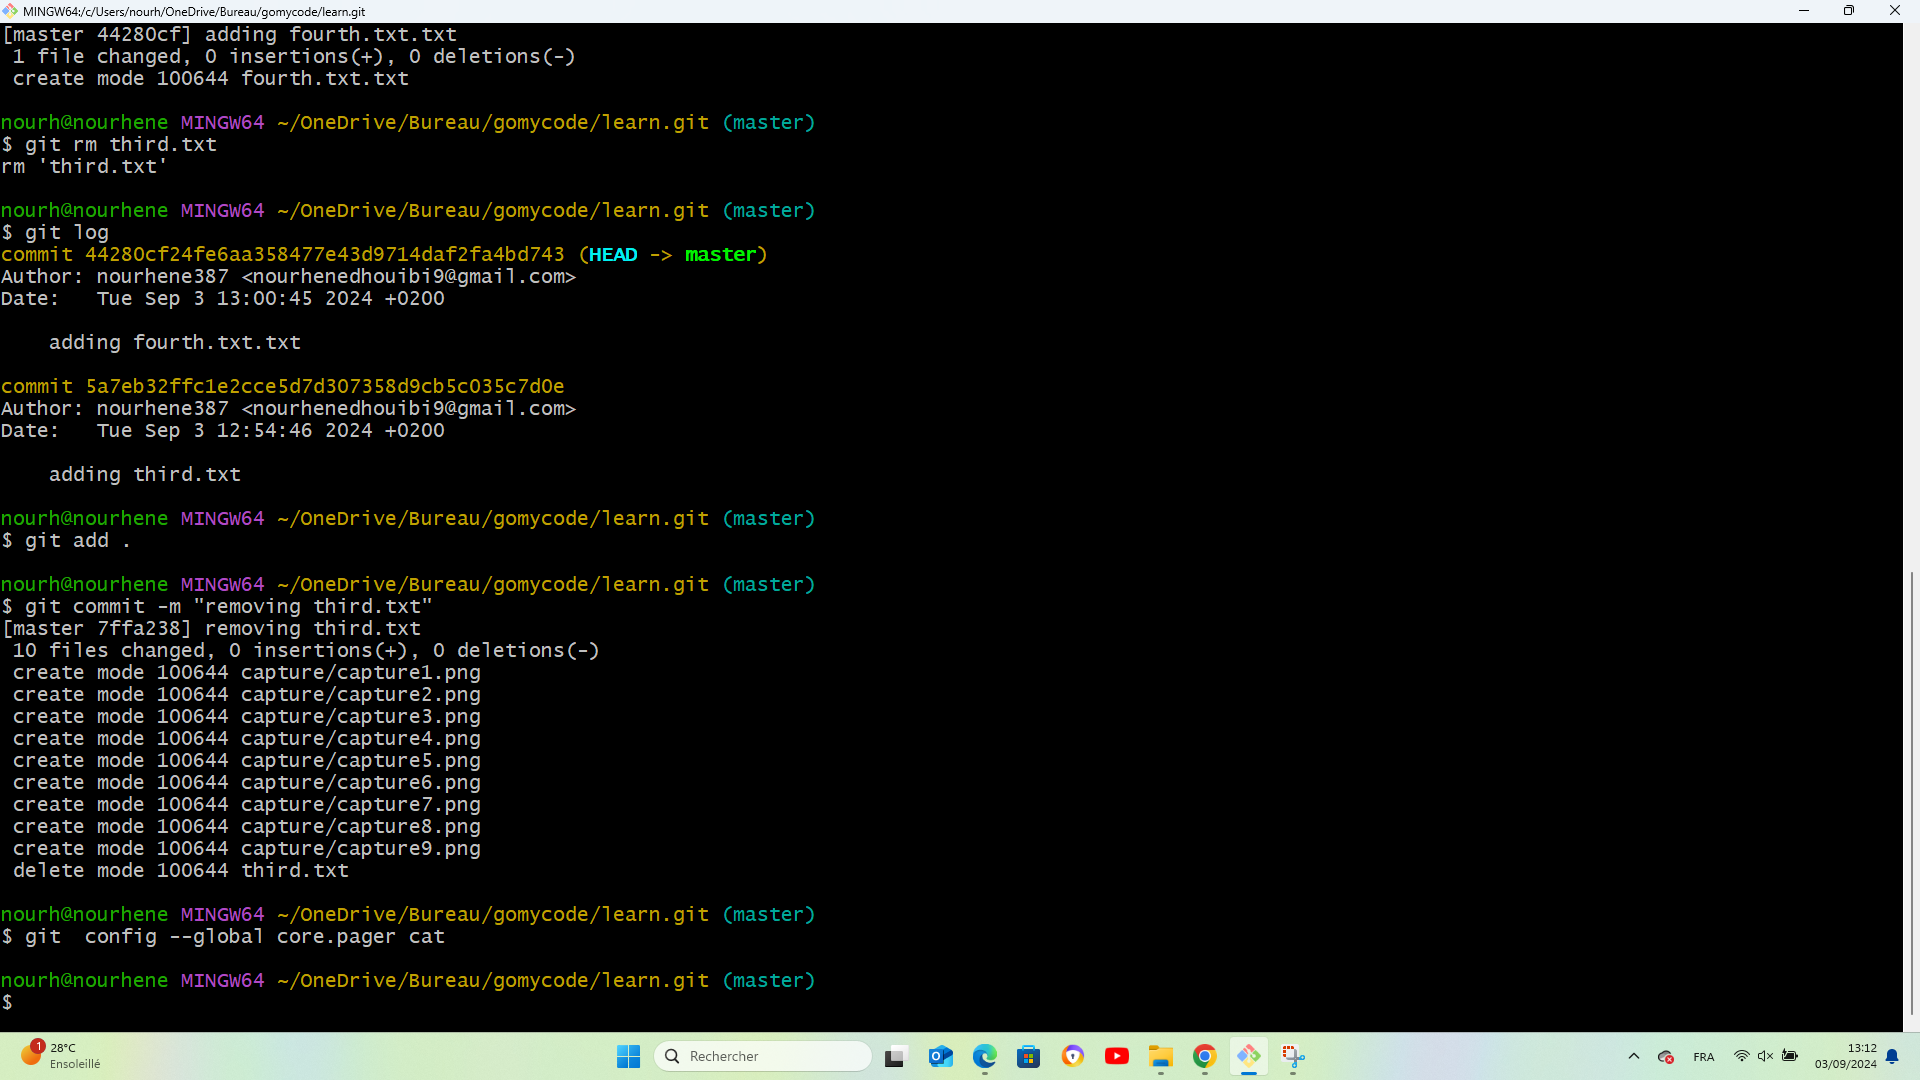 MINGW64:/c/Users/nourh/OneDrive/Bureau/gomycode/learn.git
[master 44280cf] adding fourth.txt.txt
 1 file changed, 0 insertions(+), 0 deletions(-)
 create mode 100644 fourth.txt.txt
nourh@nourhene MINGW64 ~/OneDrive/Bureau/gomycode/learn.git (master)
$ git rm third.txt
rm 'third.txt'
nourh@nourhene MINGW64 ~/OneDrive/Bureau/gomycode/learn.git (master)
$ git log
commit 44280cf24fe6aa358477e43d9714daf2fa4bd743 (HEAD -> master)
Author: nourhene387 <nourhenedhouibi9@gmail.com>
Date:   Tue Sep 3 13:00:45 2024 +0200
    adding fourth.txt.txt
commit 5a7eb32ffc1e2cce5d7d307358d9cb5c035c7d0e
Author: nourhene387 <nourhenedhouibi9@gmail.com>
Date:   Tue Sep 3 12:54:46 2024 +0200
    adding third.txt
nourh@nourhene MINGW64 ~/OneDrive/Bureau/gomycode/learn.git (master)
$ git add .
nourh@nourhene MINGW64 ~/OneDrive/Bureau/gomycode/learn.git (master)
$ git commit -m "removing third.txt"
[master 7ffa238] removing third.txt
 10 files changed, 0 insertions(+), 0 deletions(-)
 create mode 100644 capture/capture1.png
 create mode 100644 capture/capture2.png
 create mode 100644 capture/capture3.png
 create mode 100644 capture/capture4.png
 create mode 100644 capture/capture5.png
 create mode 100644 capture/capture6.png
 create mode 100644 capture/capture7.png
 create mode 100644 capture/capture8.png
 create mode 100644 capture/capture9.png
 delete mode 100644 third.txt
nourh@nourhene MINGW64 ~/OneDrive/Bureau/gomycode/learn.git (master)
$ git  config --global core.pager cat
nourh@nourhene MINGW64 ~/OneDrive/Bureau/gomycode/learn.git (master)
$
1
28°C
Ensoleillé
Rechercher
FRA
13:12
03/09/2024